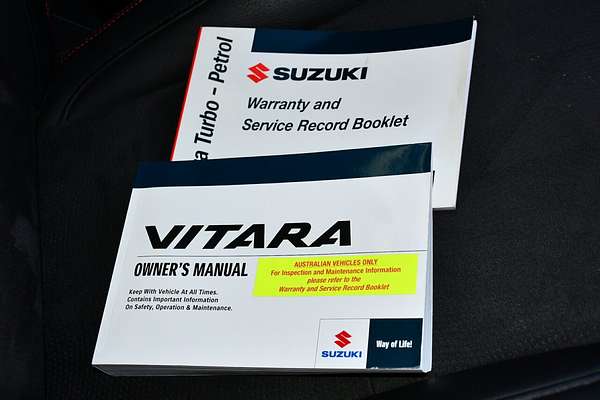 a Turbo - Petrol
SUZUKI
Warranty and
Service Record Booklet
VITARA
OWNER'S MANUAL
Keep With Vehicle At All Times.
Contains Important Information
On Safety, Operation & Maintenance.
AUSTRALIAN VEHICLES ONLY
For Inspection and Maintenance Information
please refer to the
Warranty and Service Record Booklet
SUZUKI
Way of Life!